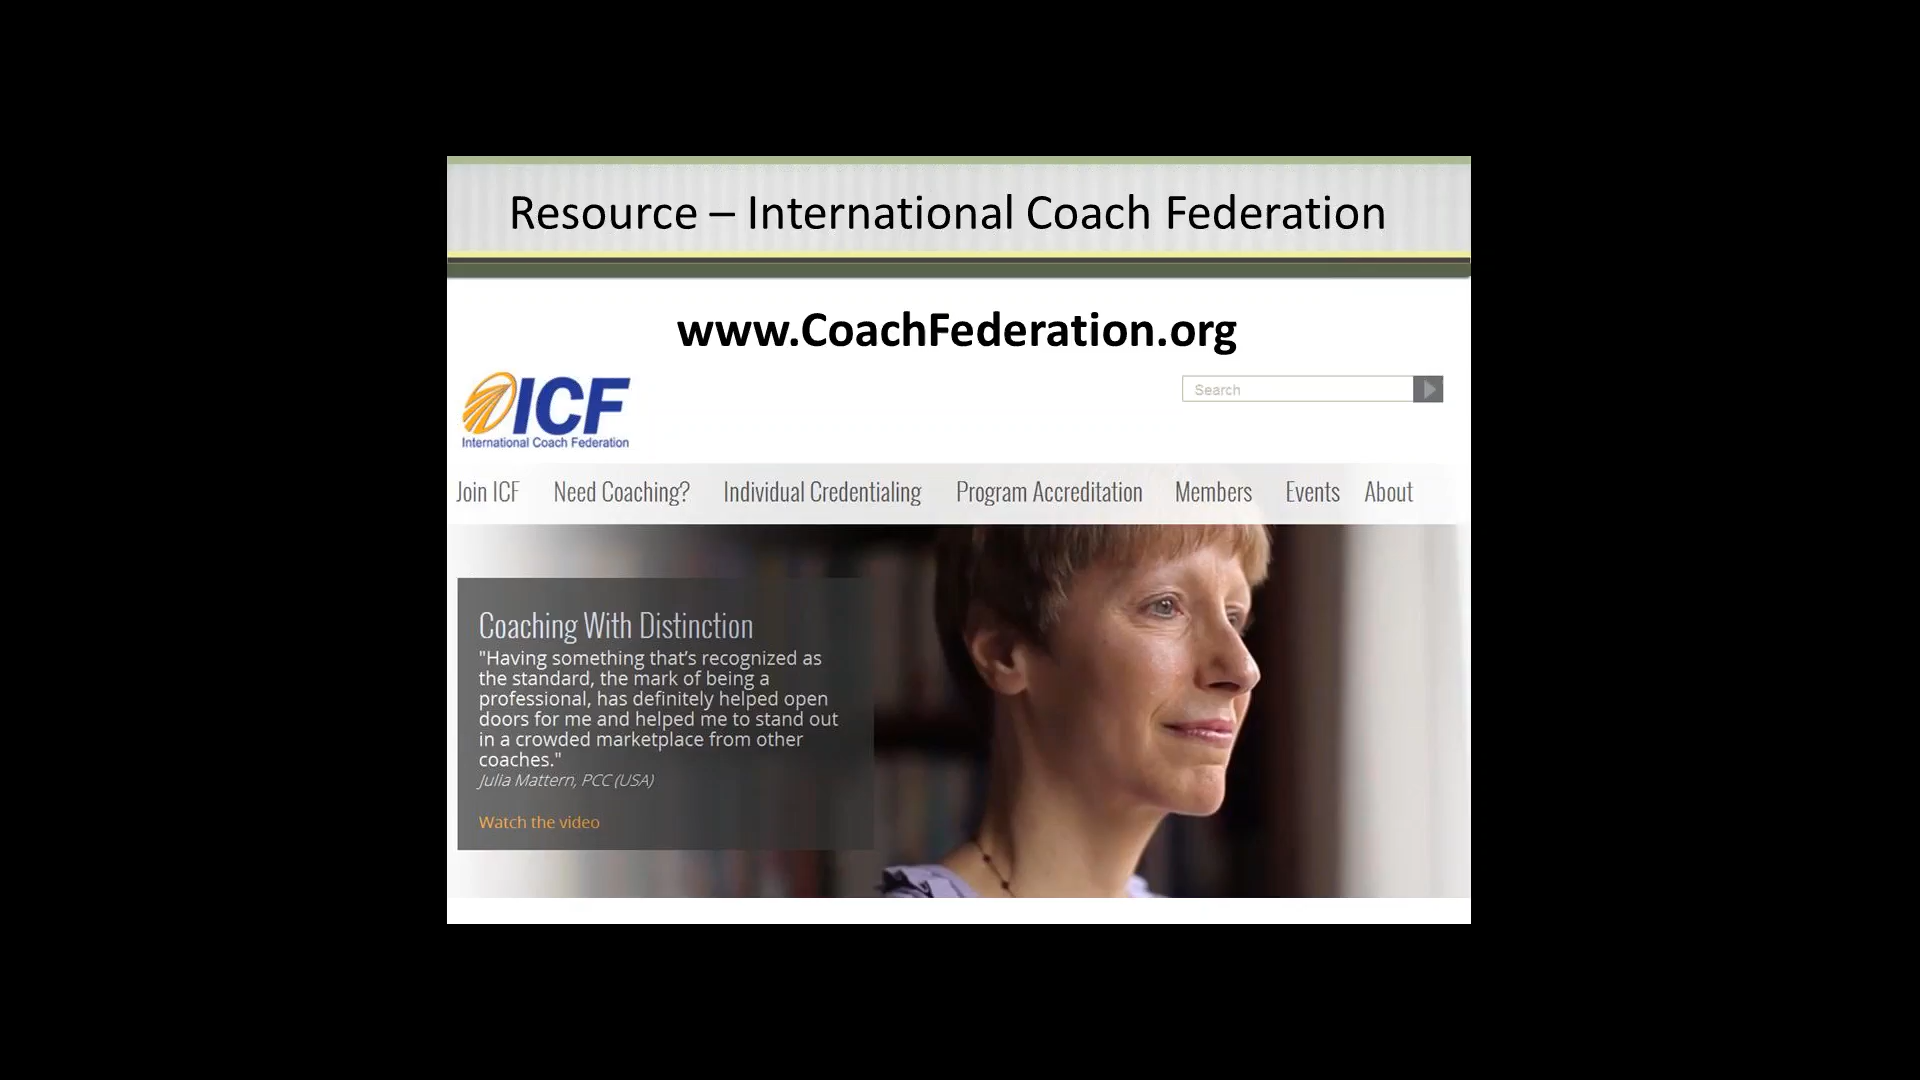 Resource – International Coach Federation
www.CoachFederation.org
ICF
International Coach Federation
Search
Join ICF Need Coaching? Individual Credentialing Program Accreditation Members Events About
Coaching With Distinction
"Having something that’s recognized as
the standard, the mark of being a
professional, has definitely helped open
doors for me and helped me to stand out
in a crowded marketplace from other
coaches."
Julia Mattern, PCC (USA)
Watch the video